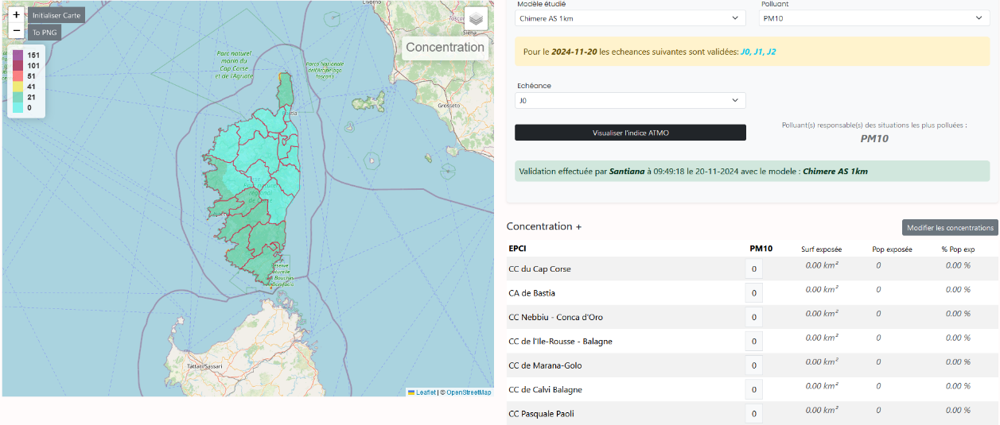 +
Initialiser Carte
−
To PNG
151
101
51
41
21
0
Concentration
Livorno
Toscana
Siena
Parc naturel
marin du
Cap Corse
et de l'Agriate
Parco Nazionale
dell'Arcipelago
Toscano
Grosseto
Bastia
Tattari/Sassari
Leaflet | © OpenStreetMap
Modèle étudié
Chimere AS 1km
Polluant
PM10
Pour le 2024-11-20 les echeances suivantes sont validées: J0, J1, J2
Echéance
J0
Visualiser l'indice ATMO
Polluant(s) responsable(s) des situations les plus polluées :
PM10
Validation effectuée par Santiana à 09:49:18 le 20-11-2024 avec le modele : Chimere AS 1km
Concentration +
Modifier les concentrations
EPCI PM10 Surf exposée Pop exposée % Pop exp
CC du Cap Corse 0 0.00 km² 0 0.00 %
CA de Bastia 0 0.00 km² 0 0.00 %
CC Nebbiu - Conca d'Oro 0 0.00 km² 0 0.00 %
CC de l'Ile-Rousse - Balagne 0 0.00 km² 0 0.00 %
CC de Marana-Golo 0 0.00 km² 0 0.00 %
CC de Calvi Balagne 0 0.00 km² 0 0.00 %
CC Pasquale Paoli 0 0.00 km² 0 0.00 %